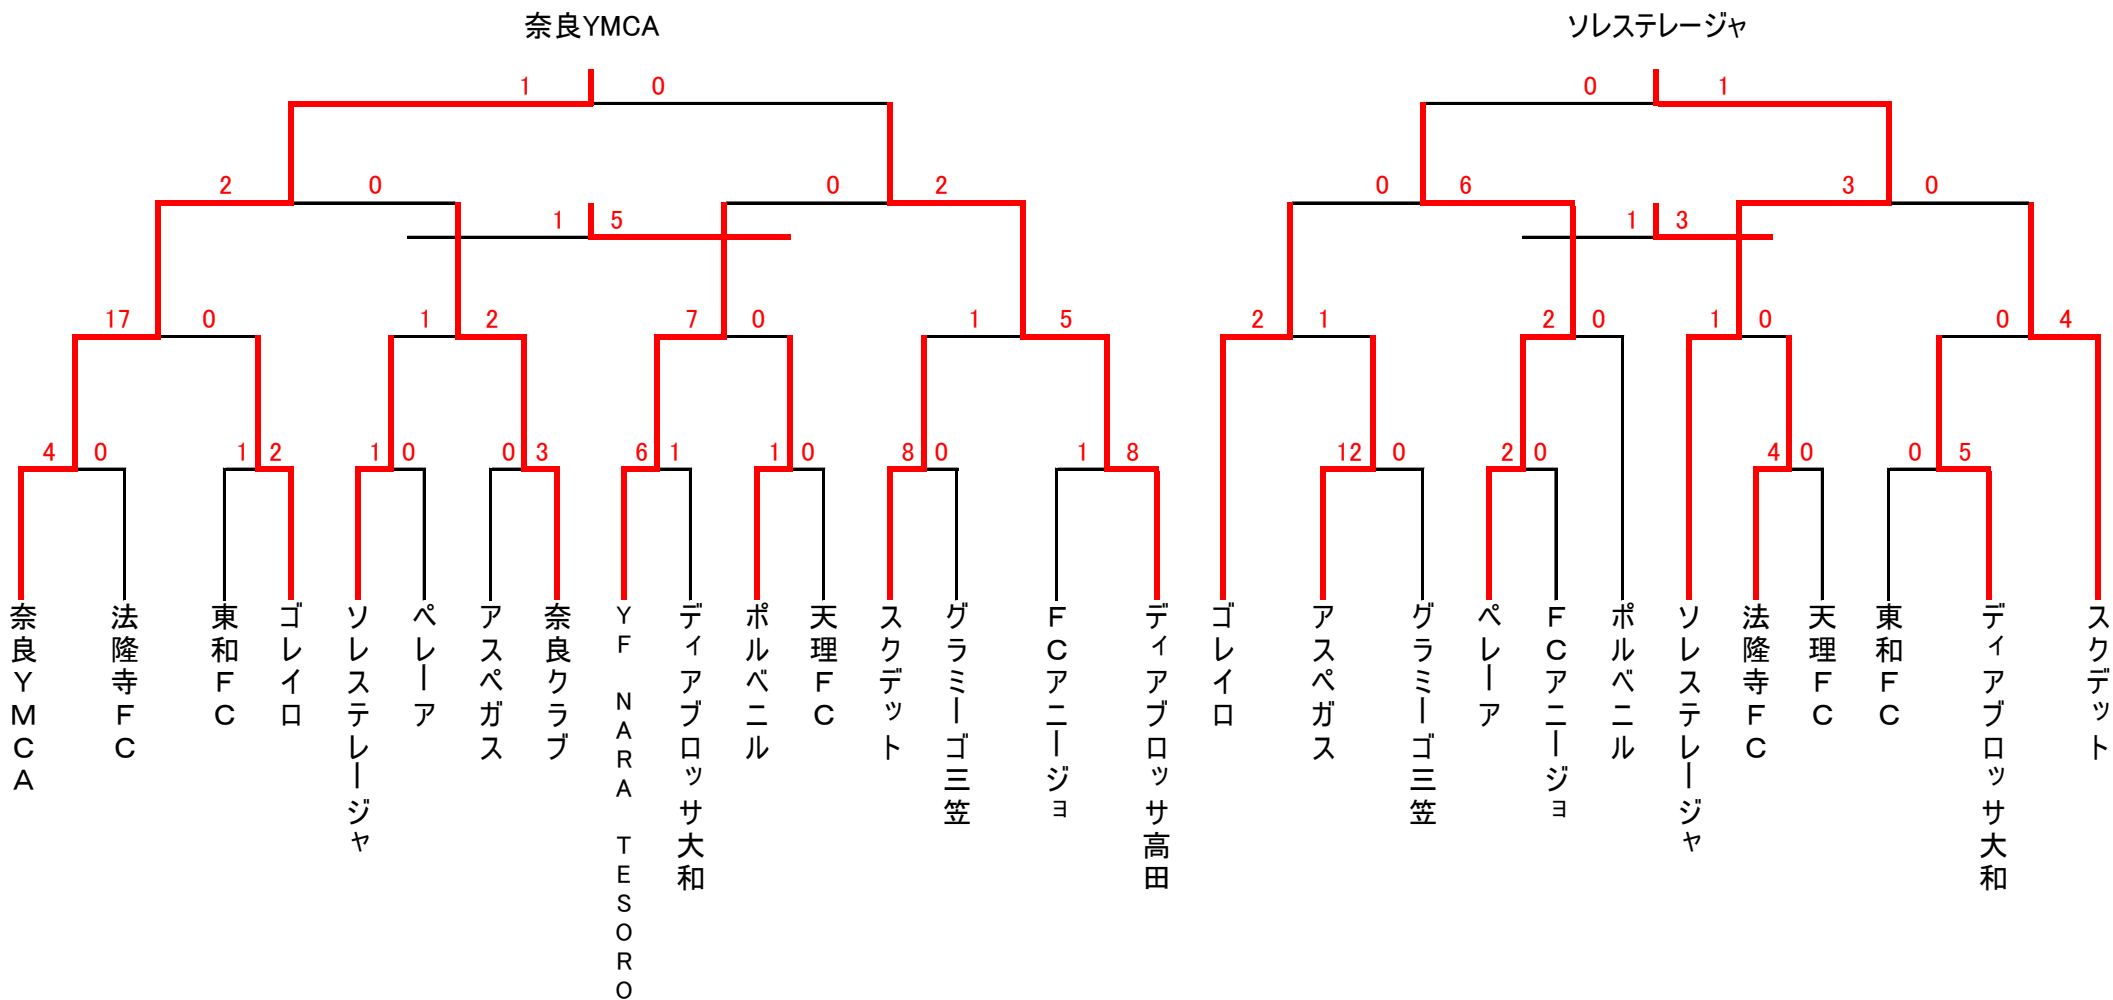 奈良YMCA ソレステレージャ
1 0 0 1
2 0 0 2 0 6 3 0
1 5 1 3
17 0 1 2 7 0 1 5 2 1 2 0 1 0 0 4
4 0 1 2 1 0 0 3 6 1 1 0 8 0 1 8 12 0 2 0 4 0 0 5
奈良YMCA
法隆寺FC
東和FC
ゴレイロ
ソレステレージャ
ペレーア
アスペガス
奈良クラブ
YF NARA TESORO
ディアブロッサ大和
ポルベニル
天理FC
スクデット
グラミーゴ三笠
FCアニージョ
ディアブロッサ高田
ゴレイロ
アスペガス
グラミーゴ三笠
ペレーア
FCアニージョ
ポルベニル
ソレステレージャ
法隆寺FC
天理FC
東和FC
ディアブロッサ大和
スクデット